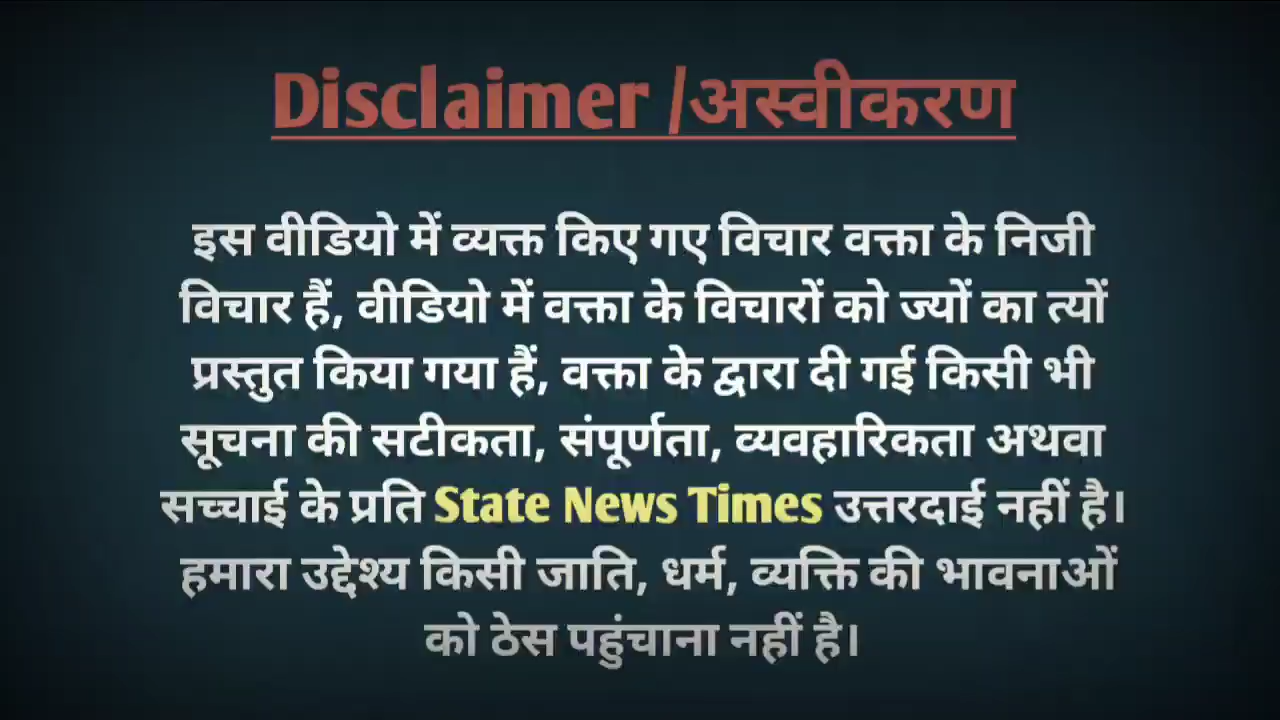 Disclaimer /अस्वीकरण
इस वीडियो में व्यक्त किए गए विचार वक्ता के निजी
विचार हैं, वीडियो में वक्ता के विचारों को ज्यों का त्यों
प्रस्तुत किया गया हैं, वक्ता के द्वारा दी गई किसी भी
सूचना की सटीकता, संपूर्णता, व्यवहारिकता अथवा
सच्चाई के प्रति State News Times उत्तरदाई नहीं है।
हमारा उद्देश्य किसी जाति, धर्म, व्यक्ति की भावनाओं
को ठेस पहुंचाना नहीं है।